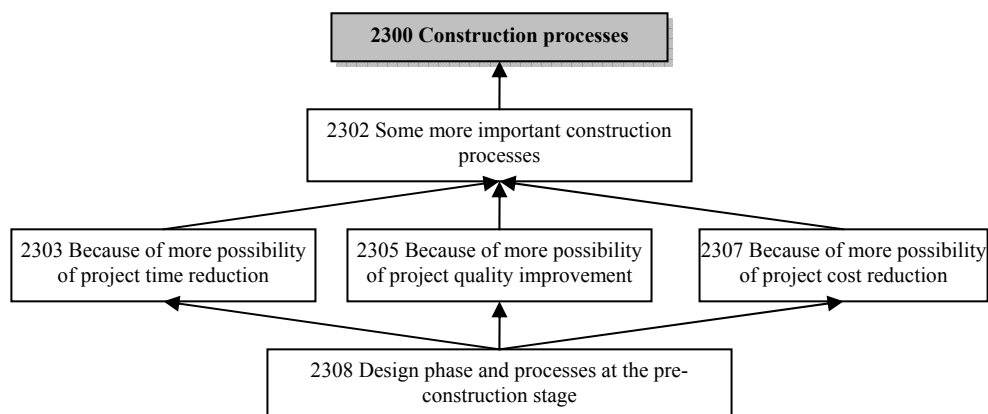 2300 Construction processes
2302 Some more important construction
processes
2303 Because of more possibility
of project time reduction
2305 Because of more possibility
of project quality improvement
2307 Because of more possibility
of project cost reduction
2308 Design phase and processes at the pre-
construction stage